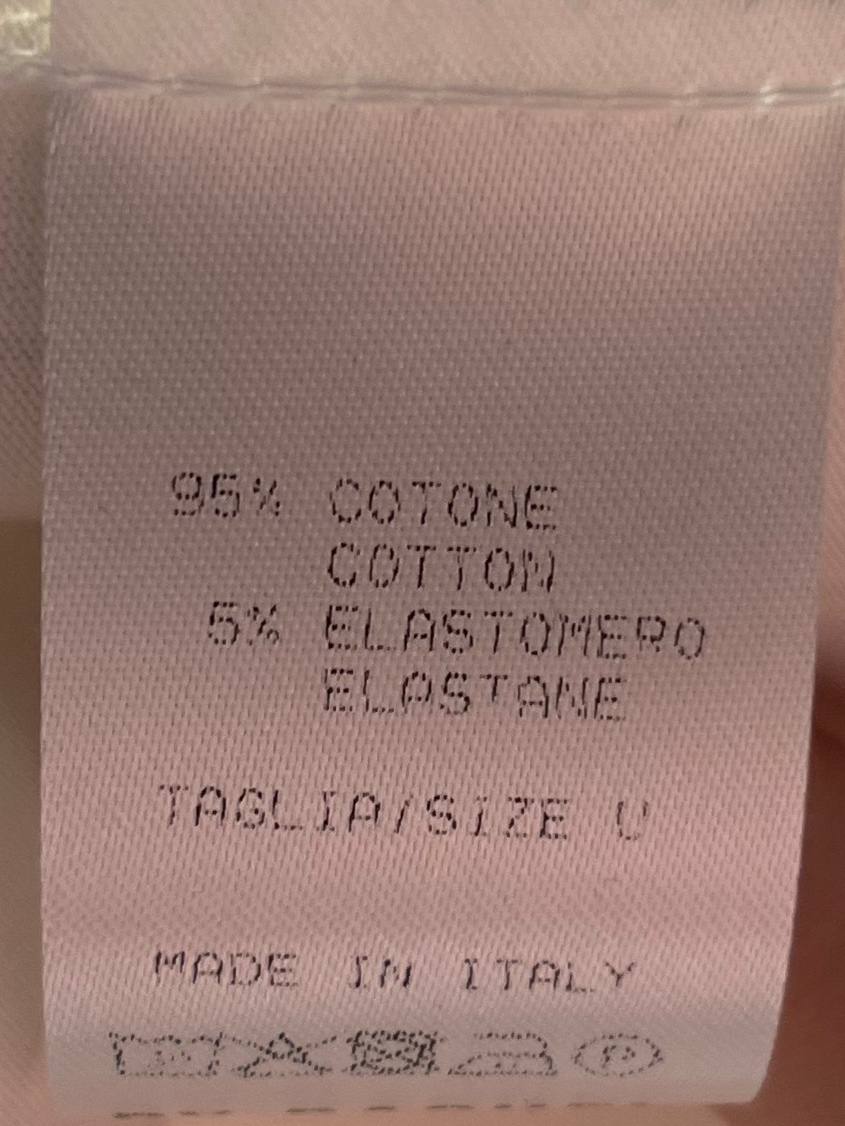 95% COTONE
COTTON
5% ELASTOMERO
ELASTANE
TAGLIA/SIZE U
MADE IN ITALY
P